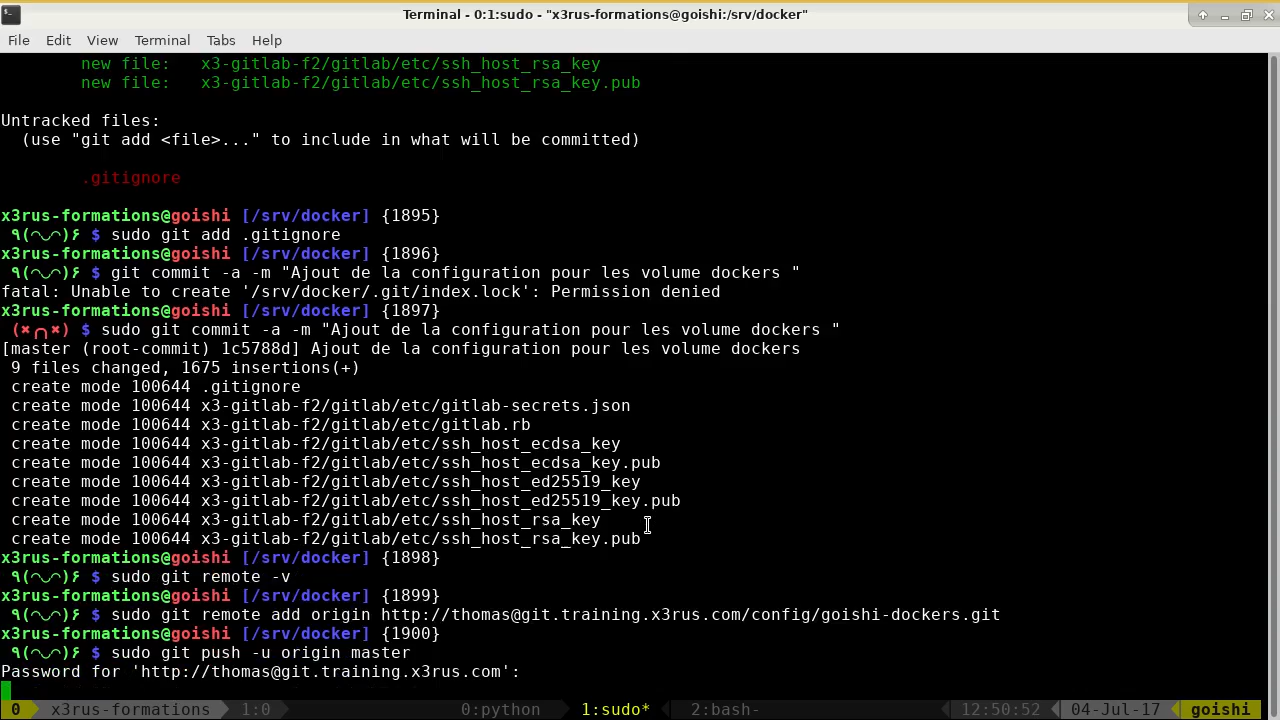 Terminal - 0:1:sudo - "x3rus-formations@goishi:/srv/docker"
File Edit View Terminal Tabs Help
new file: x3-gitlab-f2/gitlab/etc/ssh_host_rsa_key
new file: x3-gitlab-f2/gitlab/etc/ssh_host_rsa_key.pub
Untracked files:
(use "git add <file>..." to include in what will be committed)
.gitignore
x3rus-formations@goishi [/srv/docker] {1895}
٩(◠◡◠)۶ $ sudo git add .gitignore
x3rus-formations@goishi [/srv/docker] {1896}
٩(◠◡◠)۶ $ git commit -a -m "Ajout de la configuration pour les volume dockers "
fatal: Unable to create '/srv/docker/.git/index.lock': Permission denied
x3rus-formations@goishi [/srv/docker] {1897}
(✖╭╮✖) $ sudo git commit -a -m "Ajout de la configuration pour les volume dockers "
[master (root-commit) 1c5788d] Ajout de la configuration pour les volume dockers
9 files changed, 1675 insertions(+)
create mode 100644 .gitignore
create mode 100644 x3-gitlab-f2/gitlab/etc/gitlab-secrets.json
create mode 100644 x3-gitlab-f2/gitlab/etc/gitlab.rb
create mode 100644 x3-gitlab-f2/gitlab/etc/ssh_host_ecdsa_key
create mode 100644 x3-gitlab-f2/gitlab/etc/ssh_host_ecdsa_key.pub
create mode 100644 x3-gitlab-f2/gitlab/etc/ssh_host_ed25519_key
create mode 100644 x3-gitlab-f2/gitlab/etc/ssh_host_ed25519_key.pub
create mode 100644 x3-gitlab-f2/gitlab/etc/ssh_host_rsa_key
create mode 100644 x3-gitlab-f2/gitlab/etc/ssh_host_rsa_key.pub
x3rus-formations@goishi [/srv/docker] {1898}
٩(◠◡◠)۶ $ sudo git remote -v
x3rus-formations@goishi [/srv/docker] {1899}
٩(◠◡◠)۶ $ sudo git remote add origin http://thomas@git.training.x3rus.com/config/goishi-dockers.git
x3rus-formations@goishi [/srv/docker] {1900}
٩(◠◡◠)۶ $ sudo git push -u origin master
Password for 'http://thomas@git.training.x3rus.com':
0 x3rus-formations 1:0 0:python 1:sudo* 2:bash- 12:50:52 04-Jul-17 goishi